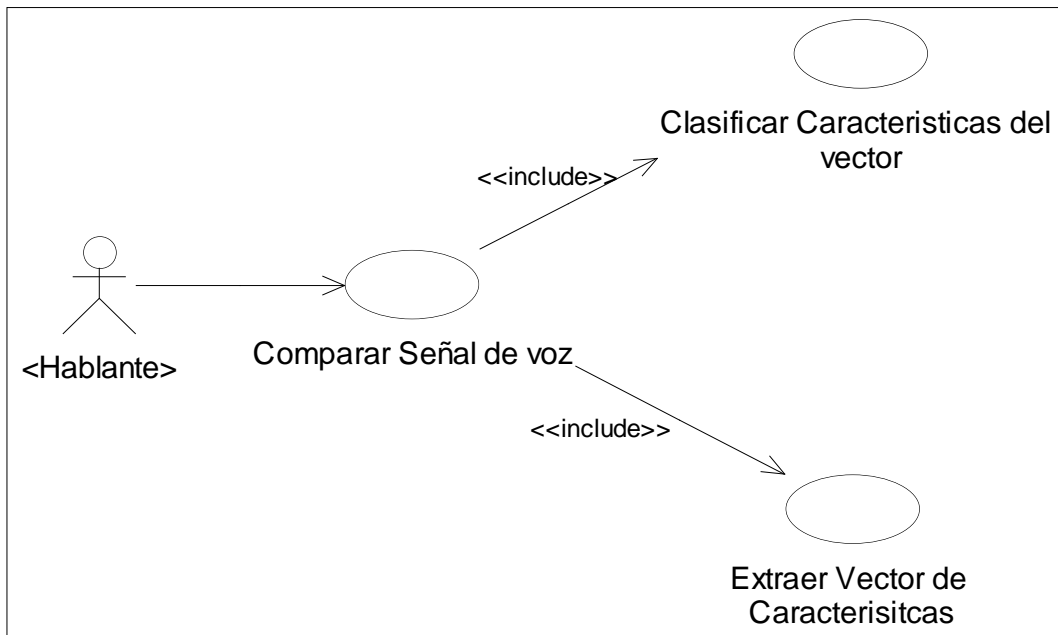 Clasificar Caracteristicas del
vector
<<include>>
<Hablante>
Comparar Señal de voz
<<include>>
Extraer Vector de
Caracterisitcas